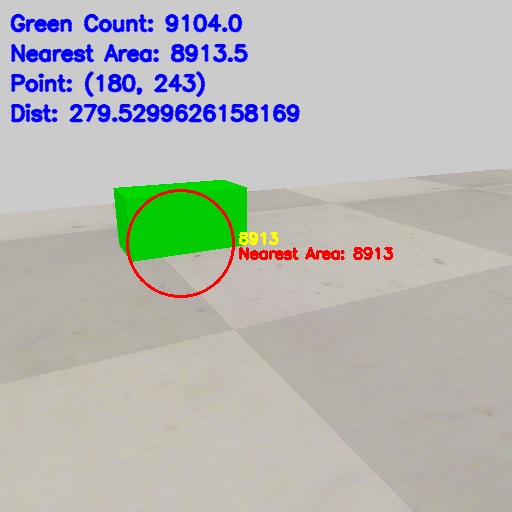 Green Count: 9104.0
Nearest Area: 8913.5
Point: (180, 243)
Dist: 279.5299626158169
8913
Nearest Area: 8913